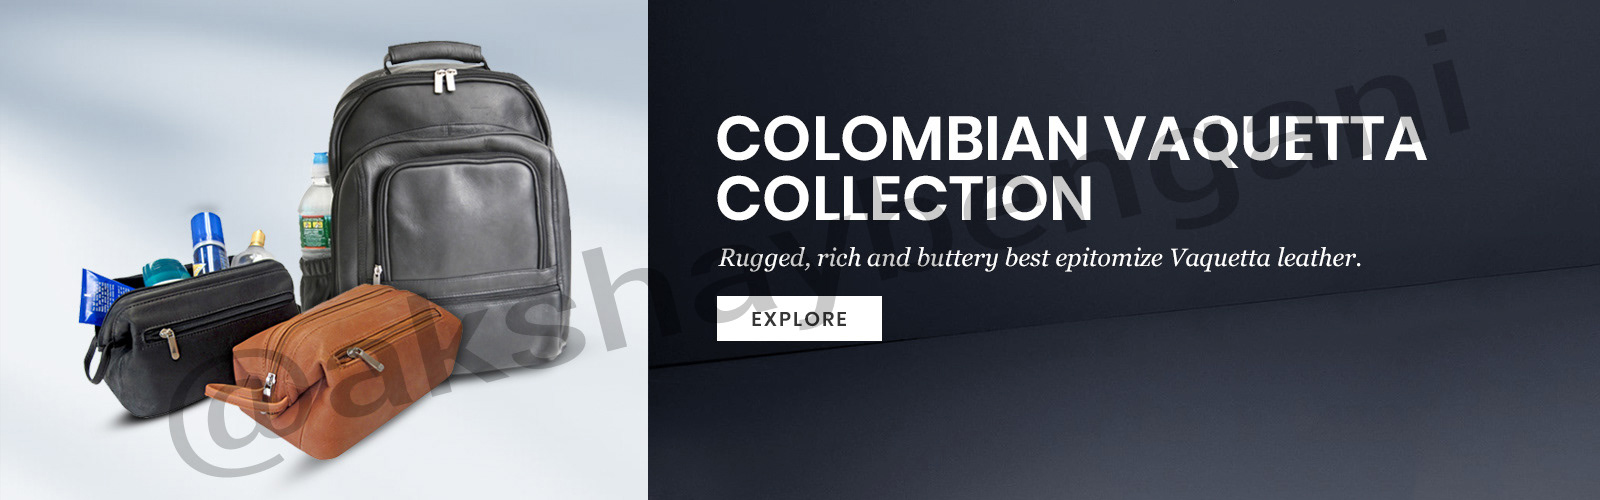 COLOMBIAN VAQUETTA
COLLECTION
Rugged, rich and buttery best epitomize Vaquetta leather.
EXPLORE
@akshaybengani